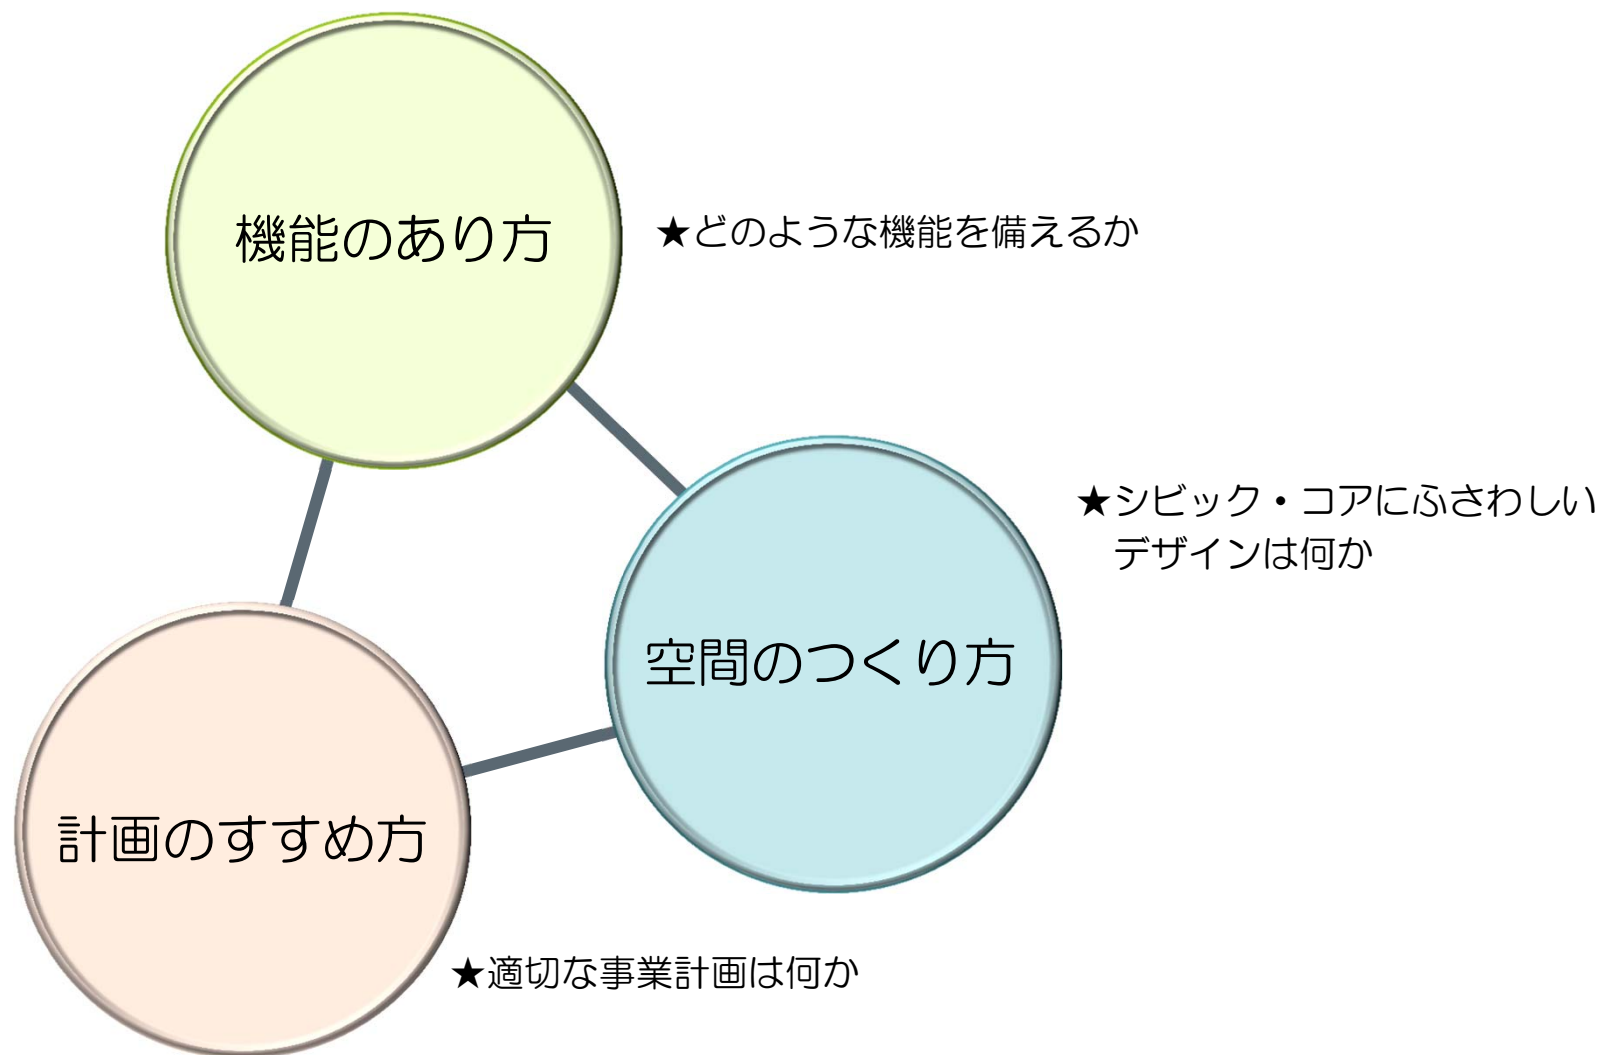 機能のあり方
★どのような機能を備えるか
★シビック・コアにふさわしい
デザインは何か
空間のつくり方
計画のすすめ方
★適切な事業計画は何か